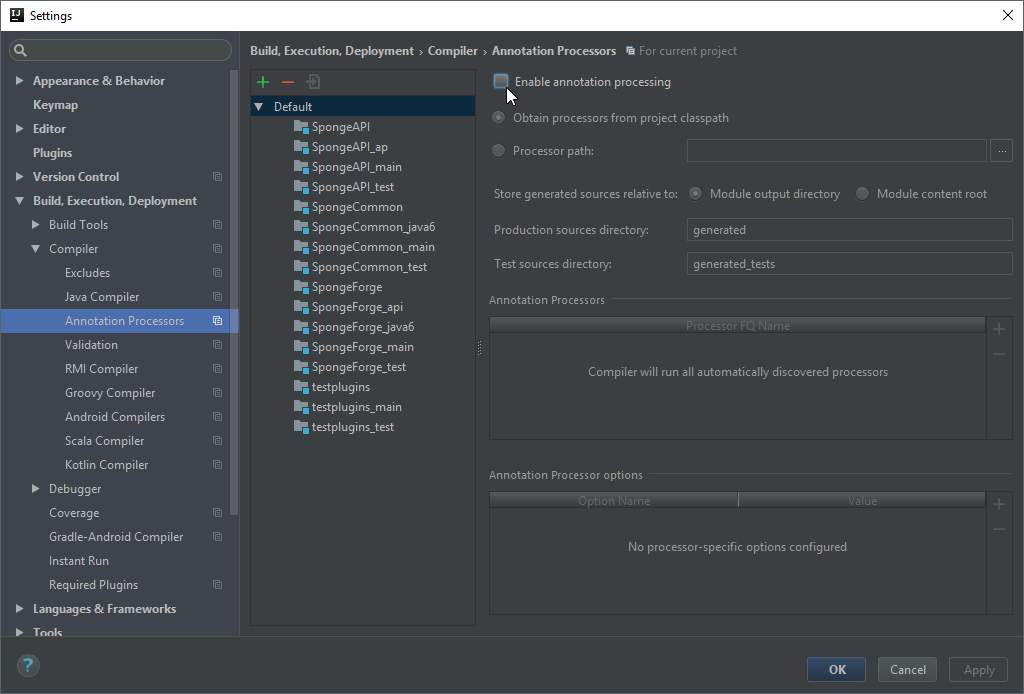 Settings
Appearance & Behavior
Keymap
Editor
Plugins
Version Control
Build, Execution, Deployment
Build Tools
Compiler
Excludes
Java Compiler
Annotation Processors
Validation
RMI Compiler
Groovy Compiler
Android Compilers
Scala Compiler
Kotlin Compiler
Debugger
Coverage
Gradle-Android Compiler
Instant Run
Required Plugins
Languages & Frameworks
Tools
Build, Execution, Deployment › Compiler › Annotation Processors For current project
Default
SpongeAPI
SpongeAPI_ap
SpongeAPI_main
SpongeAPI_test
SpongeCommon
SpongeCommon_java6
SpongeCommon_main
SpongeCommon_test
SpongeForge
SpongeForge_api
SpongeForge_java6
SpongeForge_main
SpongeForge_test
testplugins
testplugins_main
testplugins_test
Enable annotation processing
Obtain processors from project classpath
Processor path: ...
Store generated sources relative to: Module output directory Module content root
Production sources directory: generated
Test sources directory: generated_tests
Annotation Processors
Processor FQ Name
Compiler will run all automatically discovered processors
Annotation Processor options
Option Name Value
No processor-specific options configured
? OK Cancel Apply